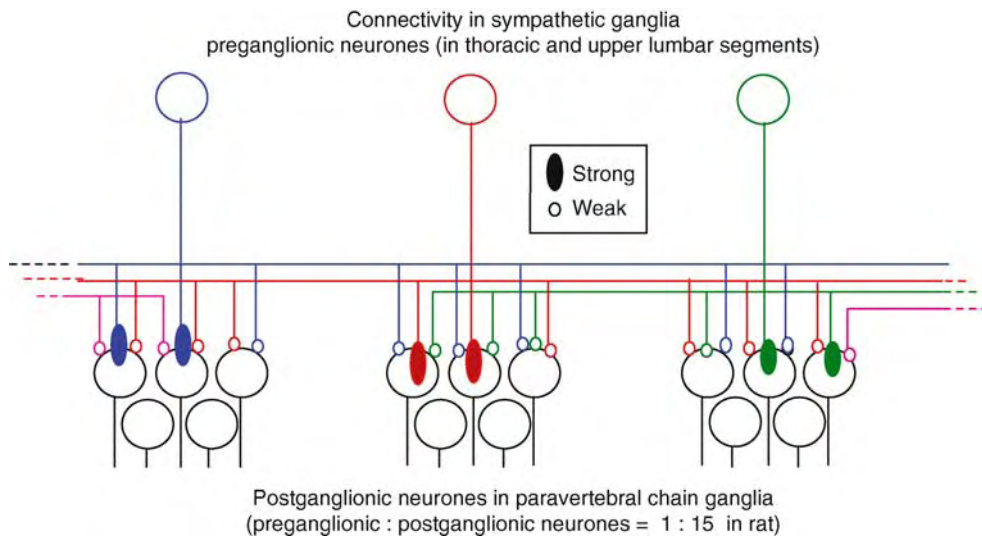 Connectivity in sympathetic ganglia
preganglionic neurones (in thoracic and upper lumbar segments)
Strong
Weak
Postganglionic neurones in paravertebral chain ganglia
(preganglionic : postganglionic neurones = 1 : 15 in rat)